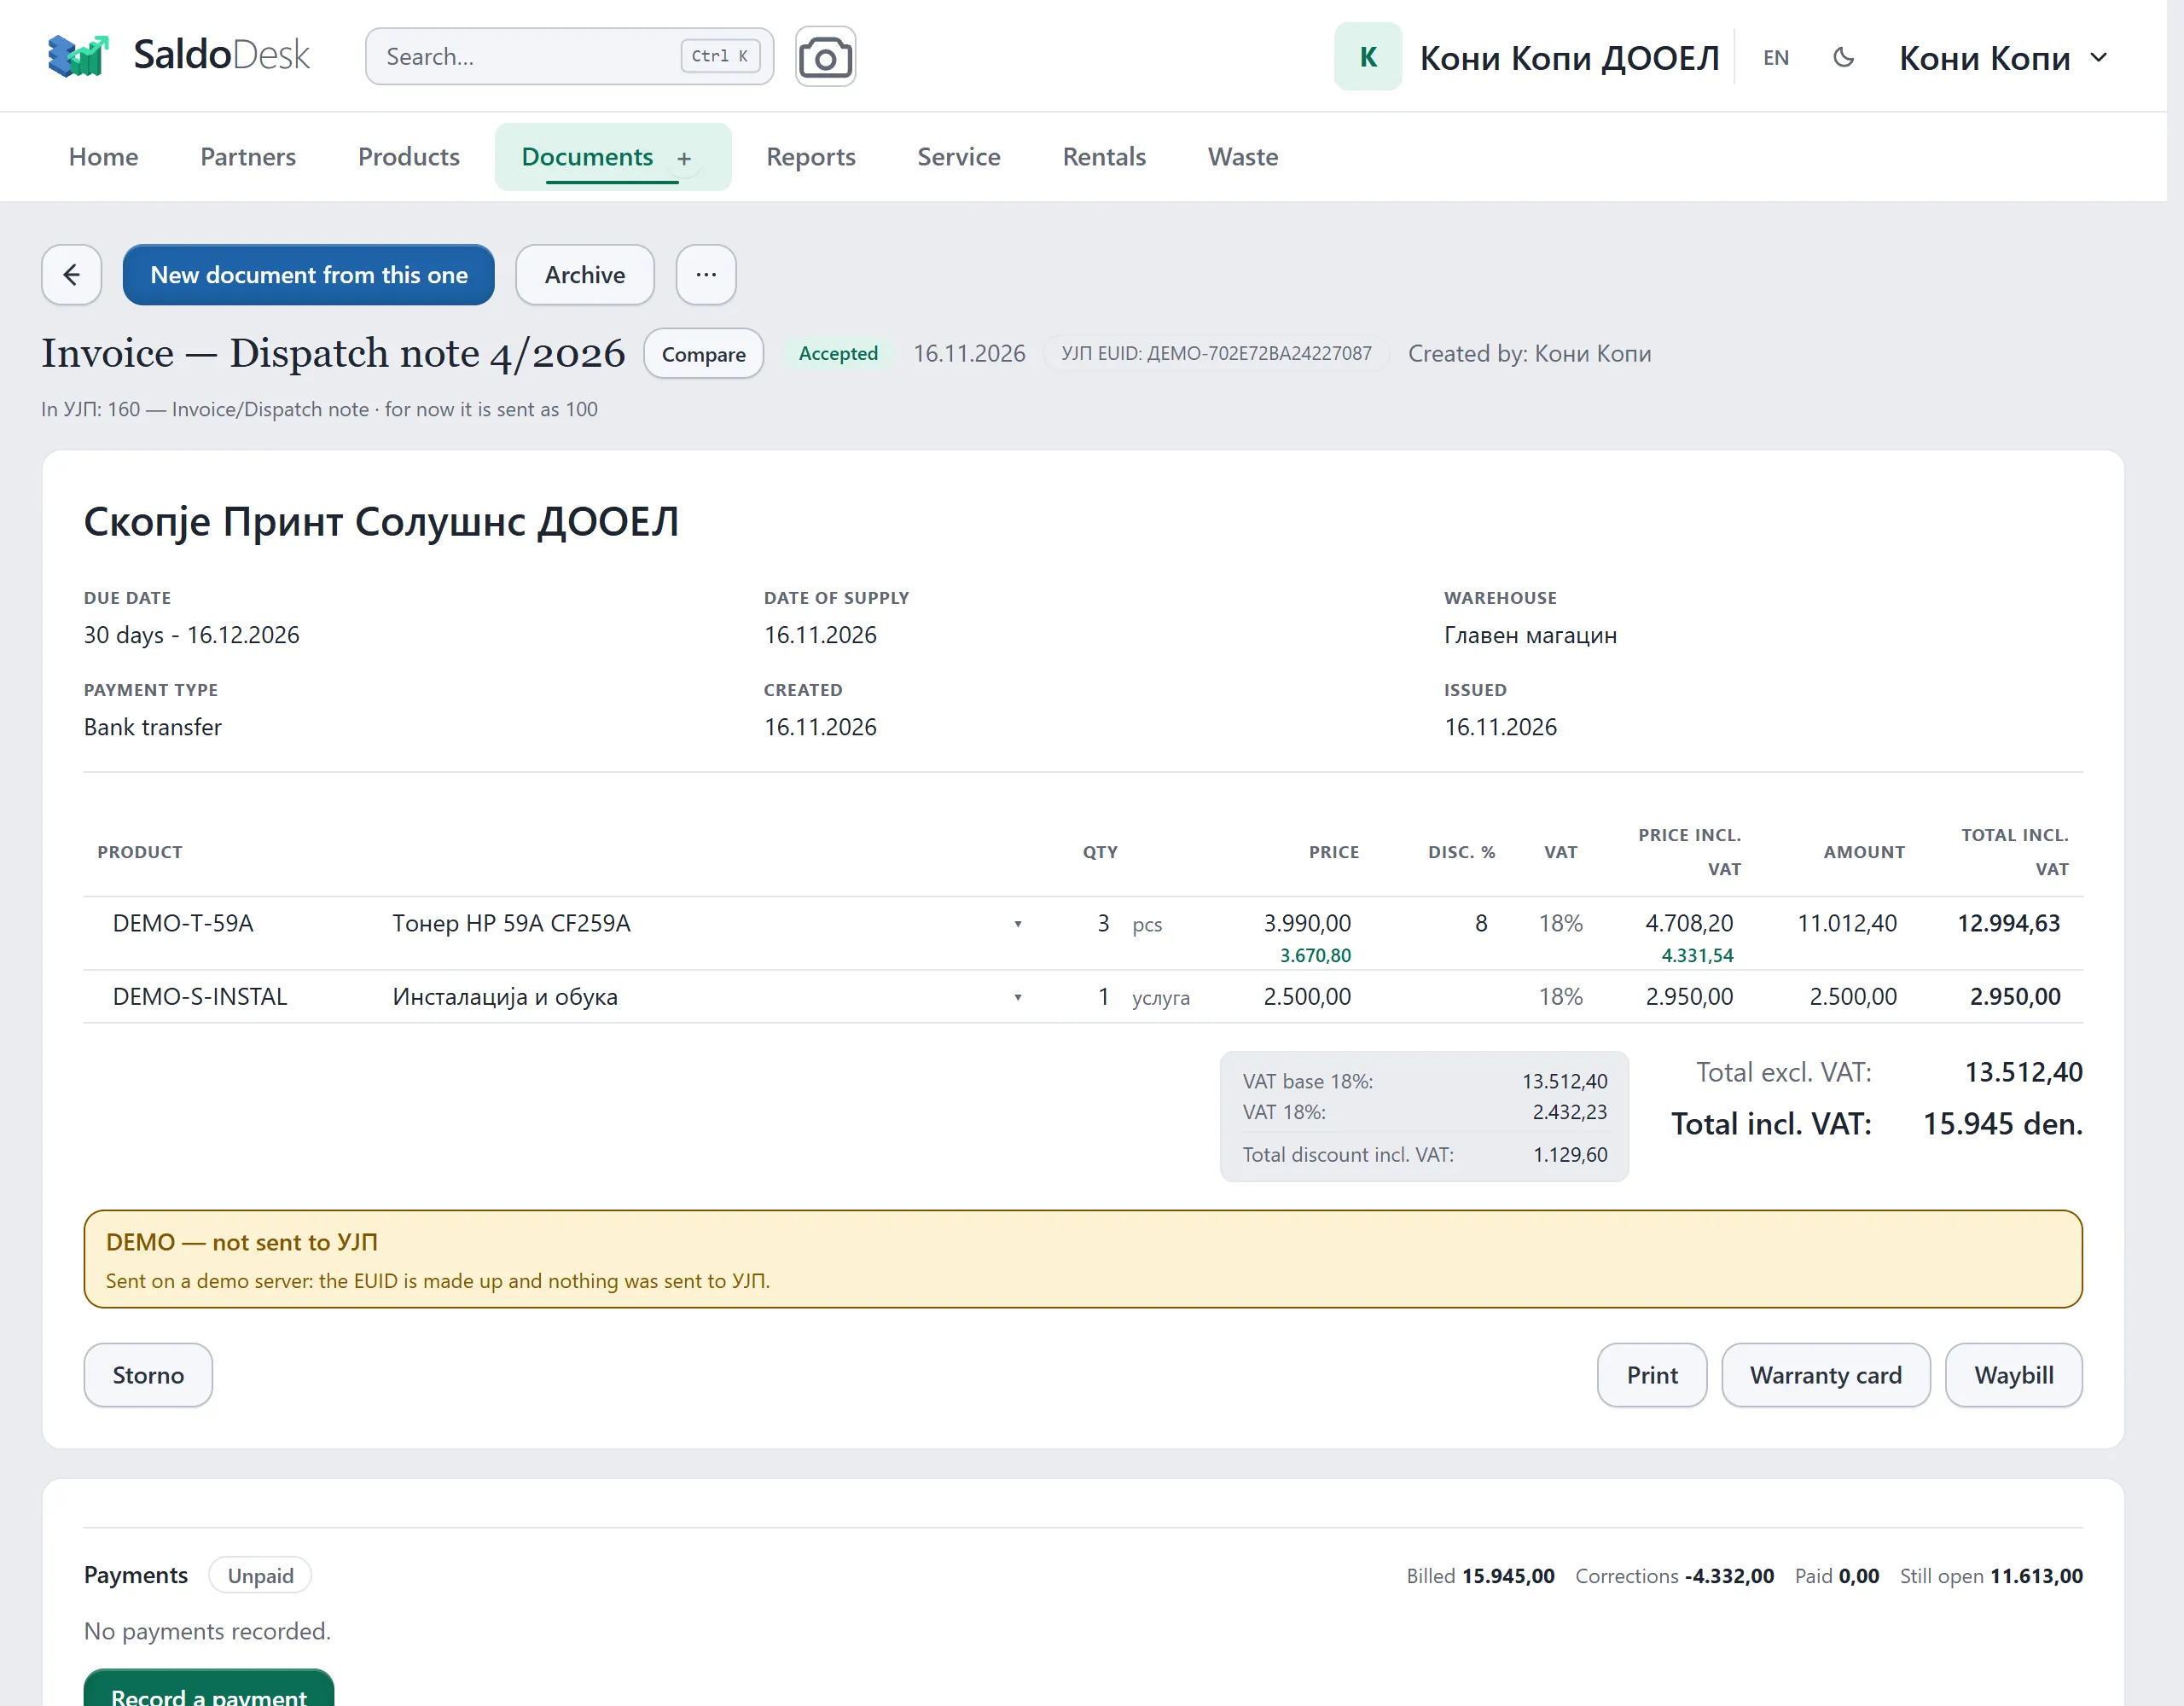 SaldoDesk Search... Ctrl K K Кони Копи ДООЕЛ EN Кони Копи
Home Partners Products Documents + Reports Service Rentals Waste
New document from this one Archive ...
Invoice — Dispatch note 4/2026 Compare Accepted 16.11.2026 УЈП EUID: ДЕМО-702E72BA24227087 Created by: Кони Копи
In УЈП: 160 — Invoice/Dispatch note · for now it is sent as 100
Скопје Принт Солушнс ДООЕЛ
DUE DATE DATE OF SUPPLY WAREHOUSE
30 days - 16.12.2026 16.11.2026 Главен магацин
PAYMENT TYPE CREATED ISSUED
Bank transfer 16.11.2026 16.11.2026
PRODUCT QTY PRICE DISC. % VAT PRICE INCL. VAT AMOUNT TOTAL INCL. VAT
DEMO-T-59A Тонер HP 59A CF259A 3 pcs 3.990,00 8 18% 4.708,20 11.012,40 12.994,63
3.670,80 4.331,54
DEMO-S-INSTAL Инсталација и обука 1 услуга 2.500,00 18% 2.950,00 2.500,00 2.950,00
VAT base 18%: 13.512,40 Total excl. VAT: 13.512,40
VAT 18%: 2.432,23 Total incl. VAT: 15.945 den.
Total discount incl. VAT: 1.129,60
DEMO — not sent to УЈП
Sent on a demo server: the EUID is made up and nothing was sent to УЈП.
Storno Print Warranty card Waybill
Payments Unpaid Billed 15.945,00 Corrections -4.332,00 Paid 0,00 Still open 11.613,00
No payments recorded.
Record a payment